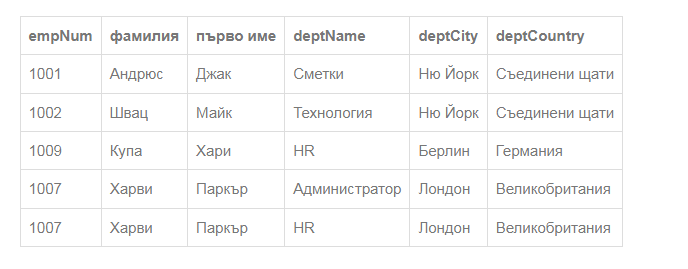 empNum фамилия първо име deptName deptCity deptCountry
1001 Андрюс Джак Сметки Ню Йорк Съединени щати
1002 Швац Майк Технология Ню Йорк Съединени щати
1009 Купа Хари HR Берлин Германия
1007 Харви Паркър Администратор Лондон Великобритания
1007 Харви Паркър HR Лондон Великобритания